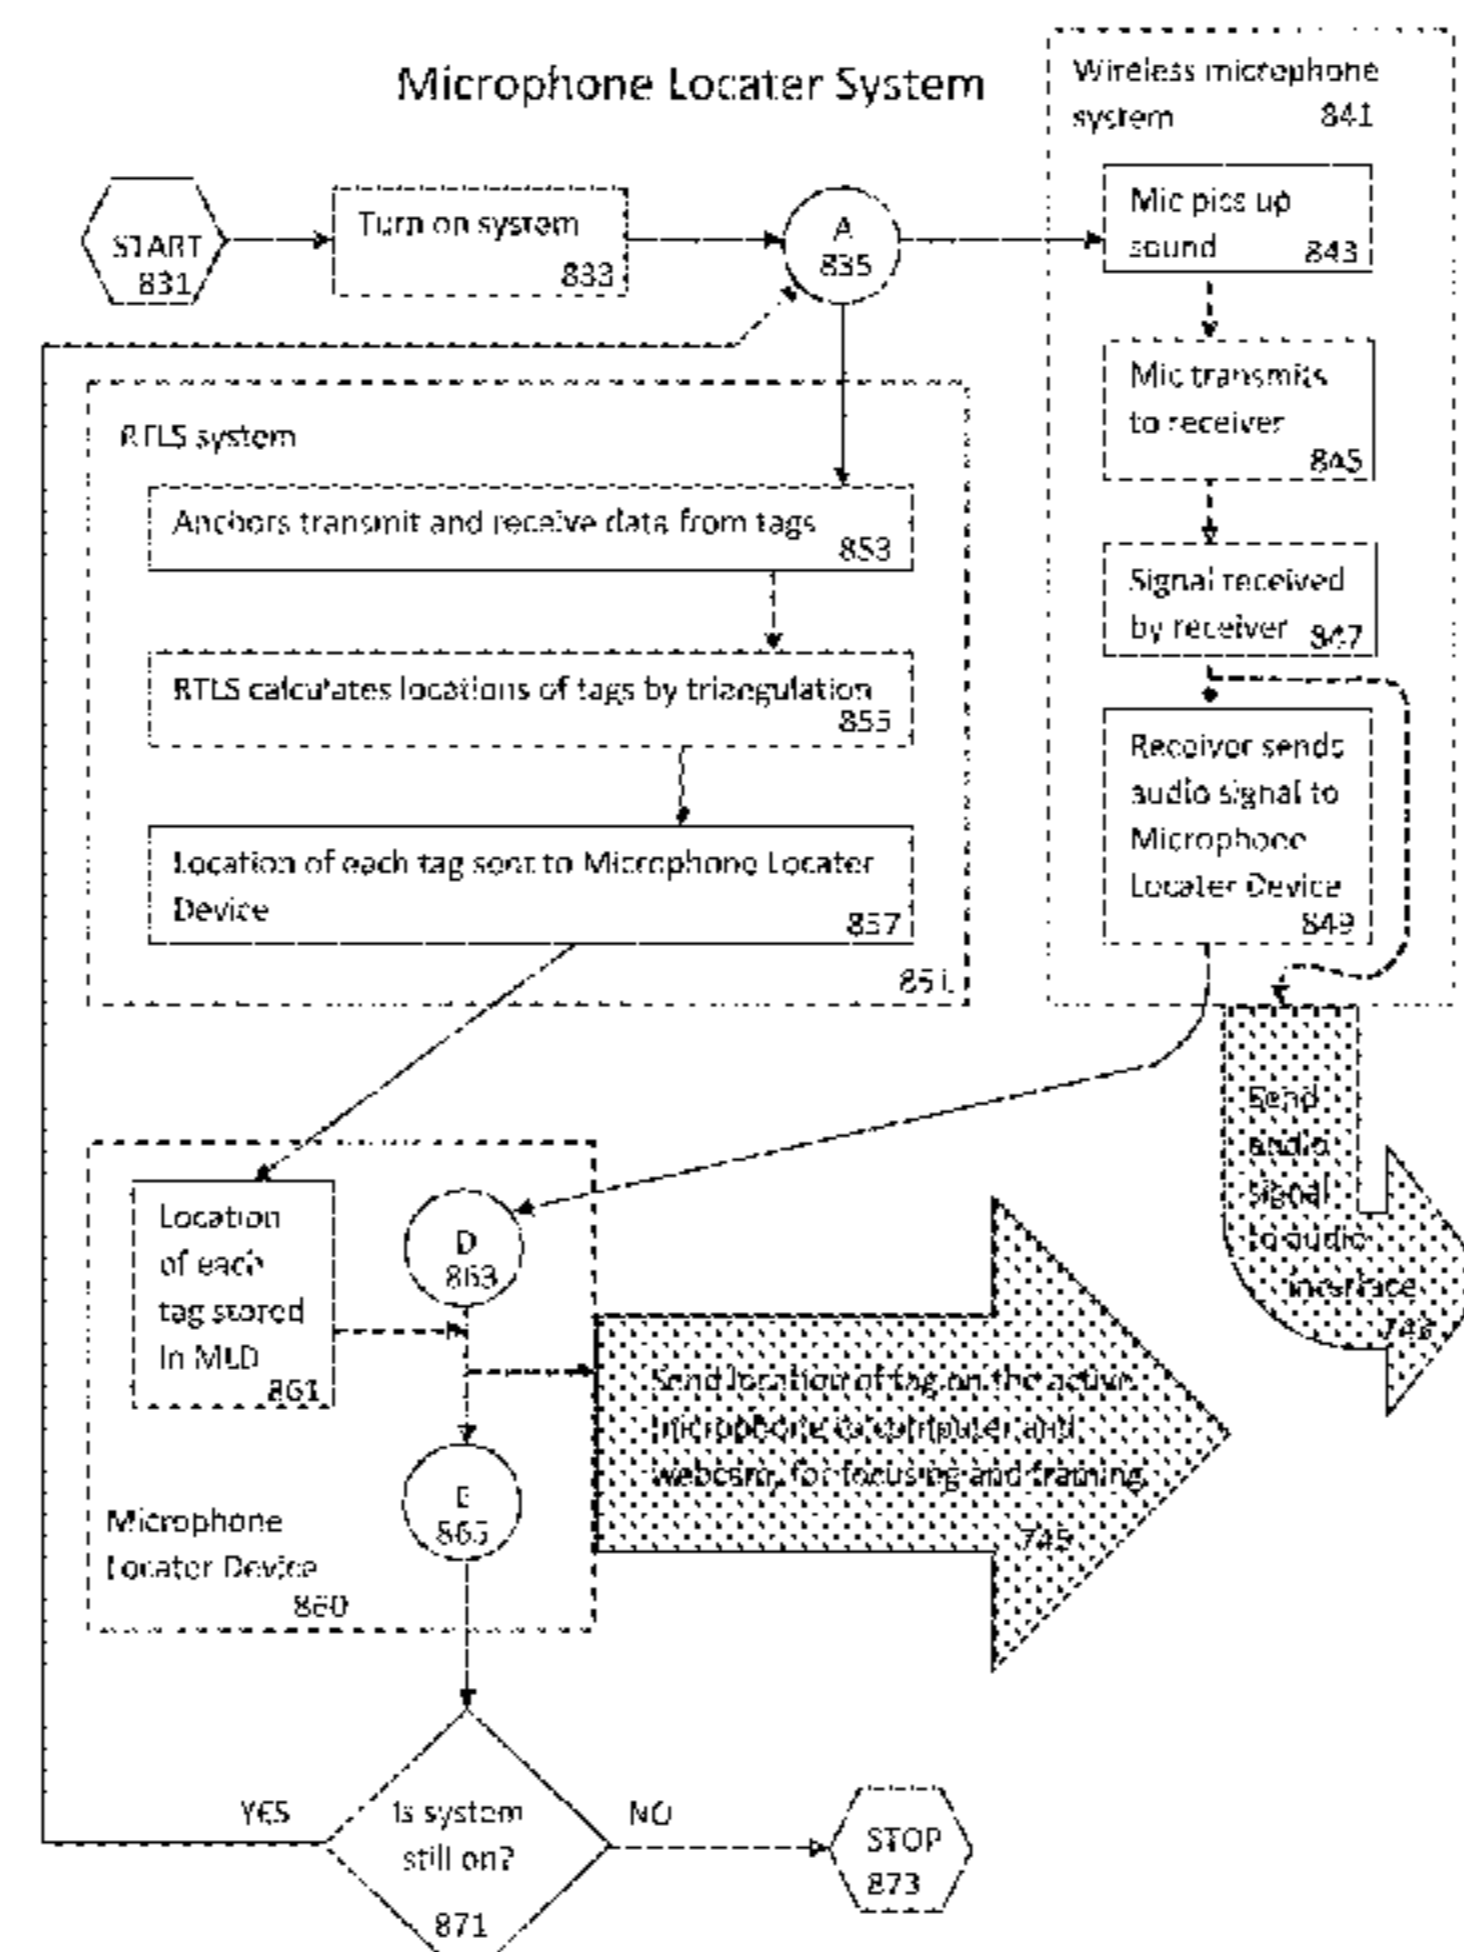 Microphone Locater System
Wireless microphone
system
841
START
831
Turn on system
833
A
835
Mic pics up
sound
843
Mic transmits
to receiver
845
Signal received
by receiver
847
Receiver sends
audio signal to
Microphone
Locater Device
849
RTLS system
Anchors transmit and receive data from tags
853
RTLS calculates locations of tags by triangulation
855
Location of each tag sent to Microphone Locater
Device
857
851
Send
audio
signal
to audio
interface
743
Location
of each
tag stored
in MLD
861
D
863
Send location of tag on the active
microphone to computer and
webcam, for focusing and framing
745
E
865
Microphone
Locater Device
860
YES
Is system
still on?
871
NO
STOP
873